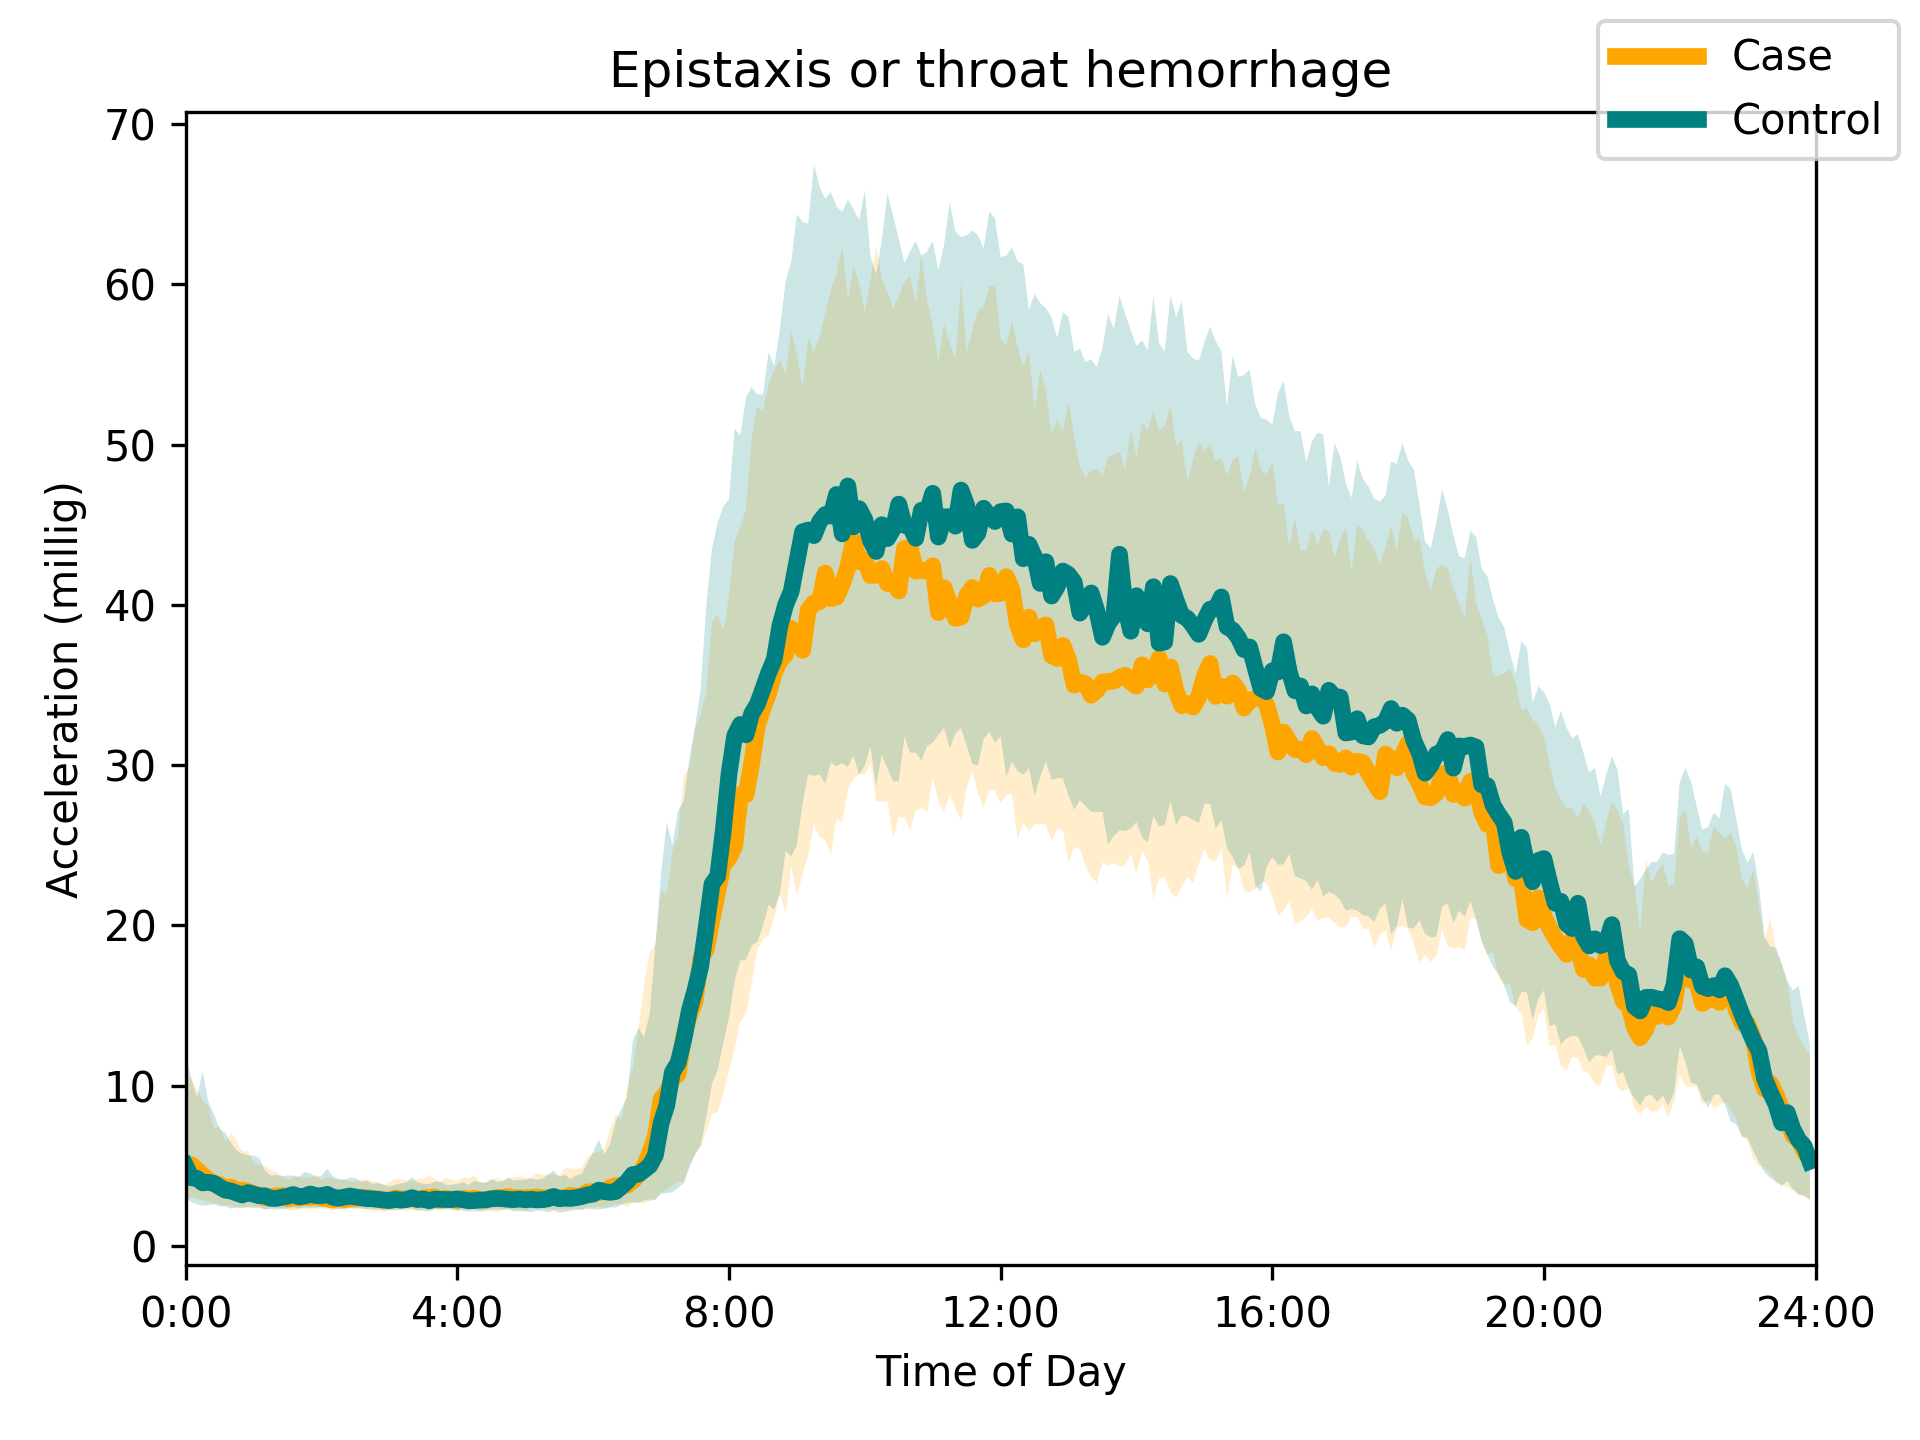 Epistaxis or throat hemorrhage
Case
Control
Acceleration (millig)
70
60
50
40
30
20
10
0
0:00 4:00 8:00 12:00 16:00 20:00 24:00
Time of Day